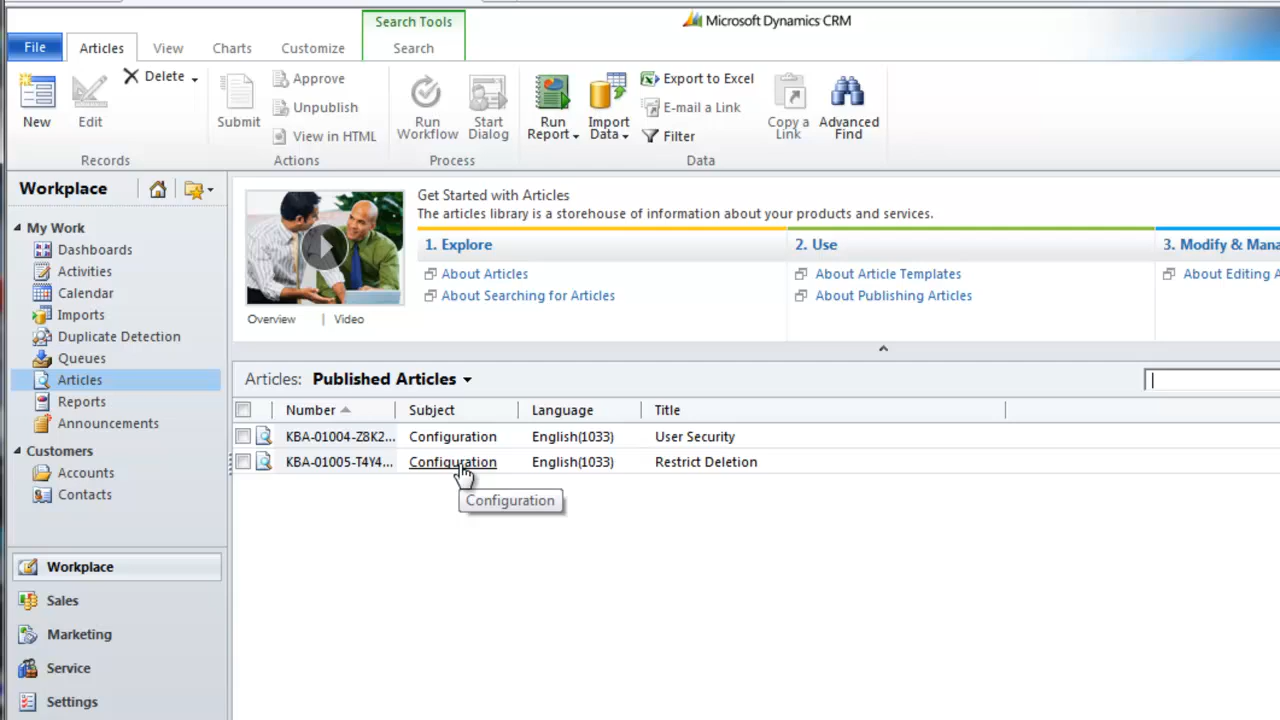 Search Tools
Microsoft Dynamics CRM
File
Articles
View
Charts
Customize
Search
New
Edit
Delete
Records
Submit
Approve
Unpublish
View in HTML
Actions
Run Workflow
Start Dialog
Process
Run Report
Import Data
Export to Excel
E-mail a Link
Filter
Copy a Link
Advanced Find
Data
Workplace
My Work
Dashboards
Activities
Calendar
Imports
Duplicate Detection
Queues
Articles
Reports
Announcements
Customers
Accounts
Contacts
Workplace
Sales
Marketing
Service
Settings
Get Started with Articles
The articles library is a storehouse of information about your products and services.
1. Explore
About Articles
About Searching for Articles
2. Use
About Article Templates
About Publishing Articles
3. Modify & Mana
About Editing A
Overview | Video
Articles: Published Articles
Number Subject Language Title
KBA-01004-Z8K2... Configuration English(1033) User Security
KBA-01005-T4Y4... Configuration English(1033) Restrict Deletion
Configuration